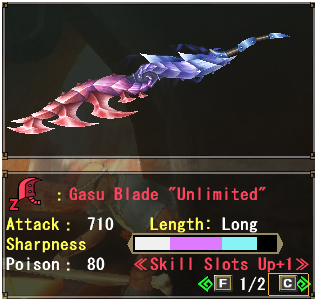 Z : Gasu Blade "Unlimited"
Attack : 710 Length: Long
Sharpness
Poison : 80 ≪Skill Slots Up+1≫
F 1/2 C